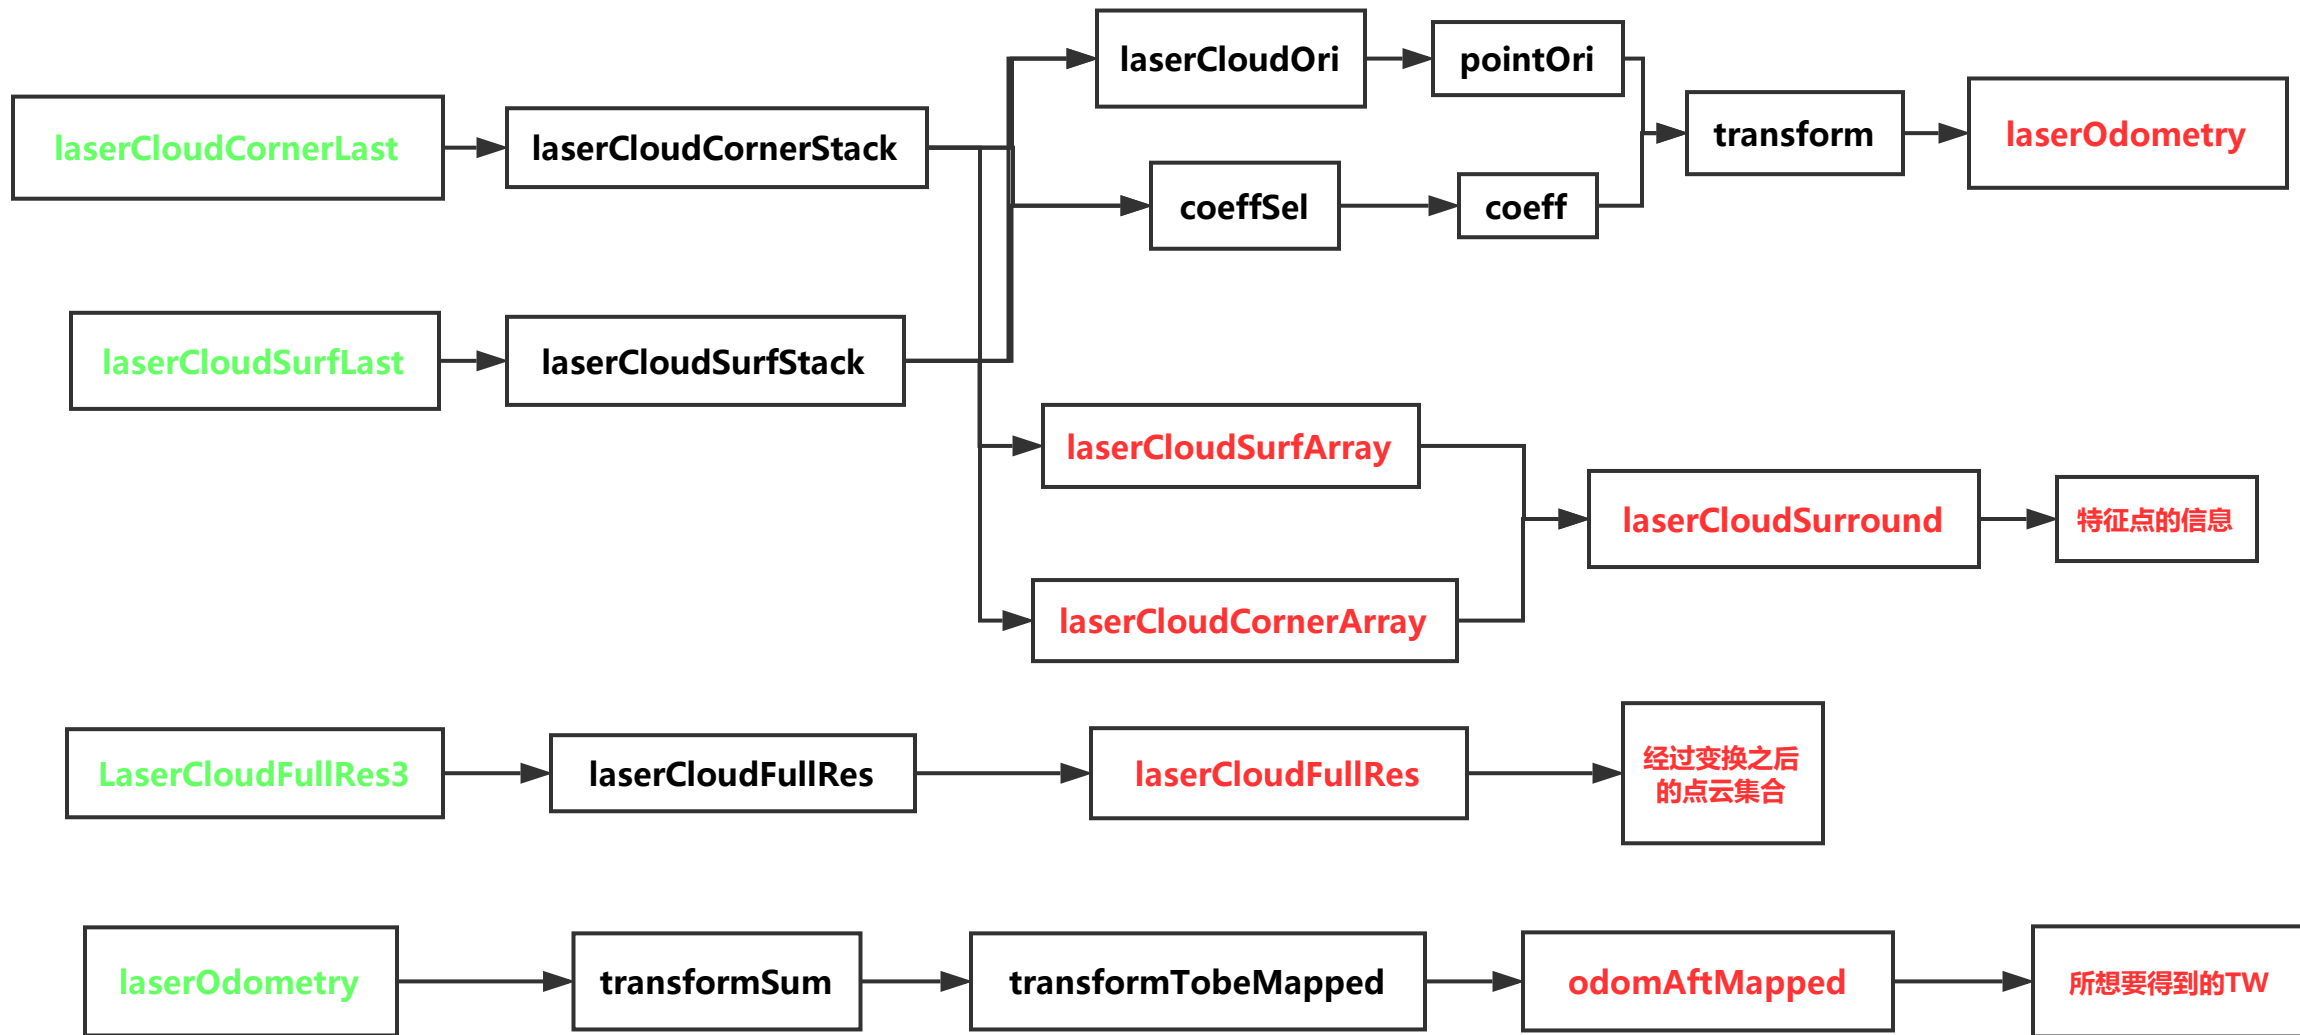 laserCloudOri
pointOri
laserCloudCornerLast
laserCloudCornerStack
transform
laserOdometry
coeffSel
coeff
laserCloudSurfLast
laserCloudSurfStack
laserCloudSurfArray
laserCloudSurround
特征点的信息
laserCloudCornerArray
LaserCloudFullRes3
laserCloudFullRes
laserCloudFullRes
经过变换之后
的点云集合
laserOdometry
transformSum
transformTobeMapped
odomAftMapped
所想要得到的TW